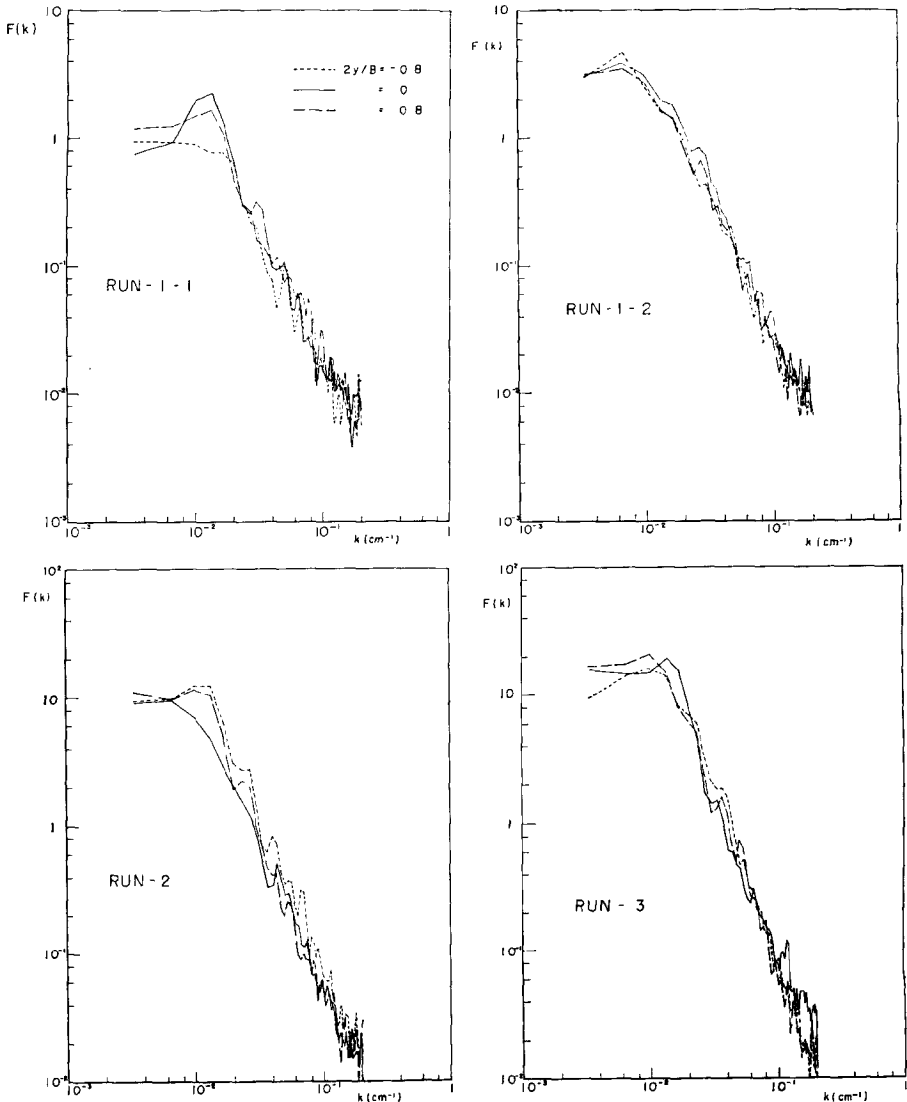 F(k)
10
1
10⁻¹
10⁻²
10⁻³
10⁻³
10⁻²
10⁻¹
1
k (cm⁻¹)
------ 2y/B = -0.8
—— = 0
— — = 0.8
RUN - 1 - 1
F(k)
10
1
10⁻¹
10⁻²
10⁻³
10⁻³
10⁻²
10⁻¹
1
k (cm⁻¹)
RUN - 1 - 2
10²
F(k)
10
1
10⁻¹
10⁻²
10⁻³
10⁻²
10⁻¹
1
k (cm⁻¹)
RUN - 2
10²
F(k)
10
1
10⁻¹
10⁻²
10⁻³
10⁻²
10⁻¹
1
k (cm⁻¹)
RUN - 3